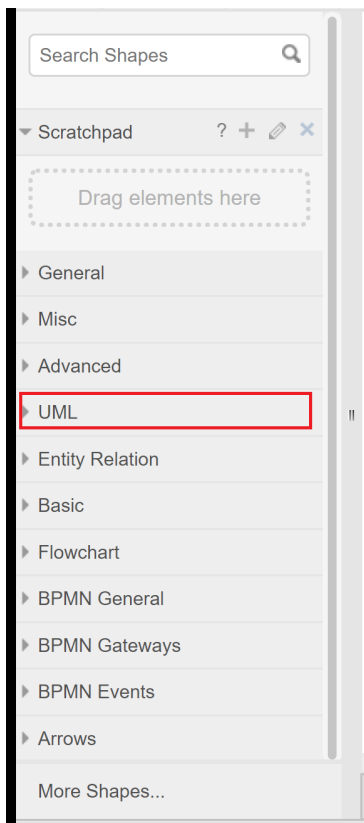 Search Shapes
Scratchpad ?
Drag elements here
General
Misc
Advanced
UML
Entity Relation
Basic
Flowchart
BPMN General
BPMN Gateways
BPMN Events
Arrows
More Shapes...